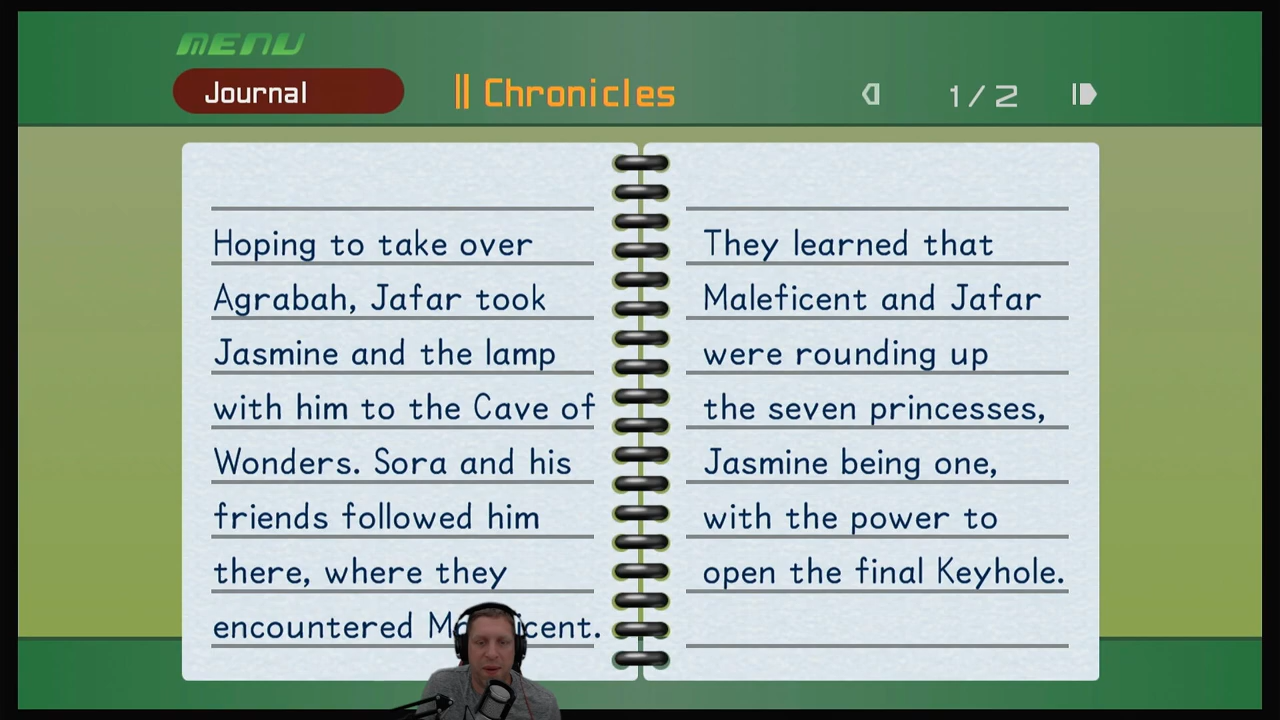 MENU
Journal
Chronicles
1/2
Hoping to take over
Agrabah, Jafar took
Jasmine and the lamp
with him to the Cave of
Wonders. Sora and his
friends followed him
there, where they
encountered Maleficent.
They learned that
Maleficent and Jafar
were rounding up
the seven princesses,
Jasmine being one,
with the power to
open the final Keyhole.